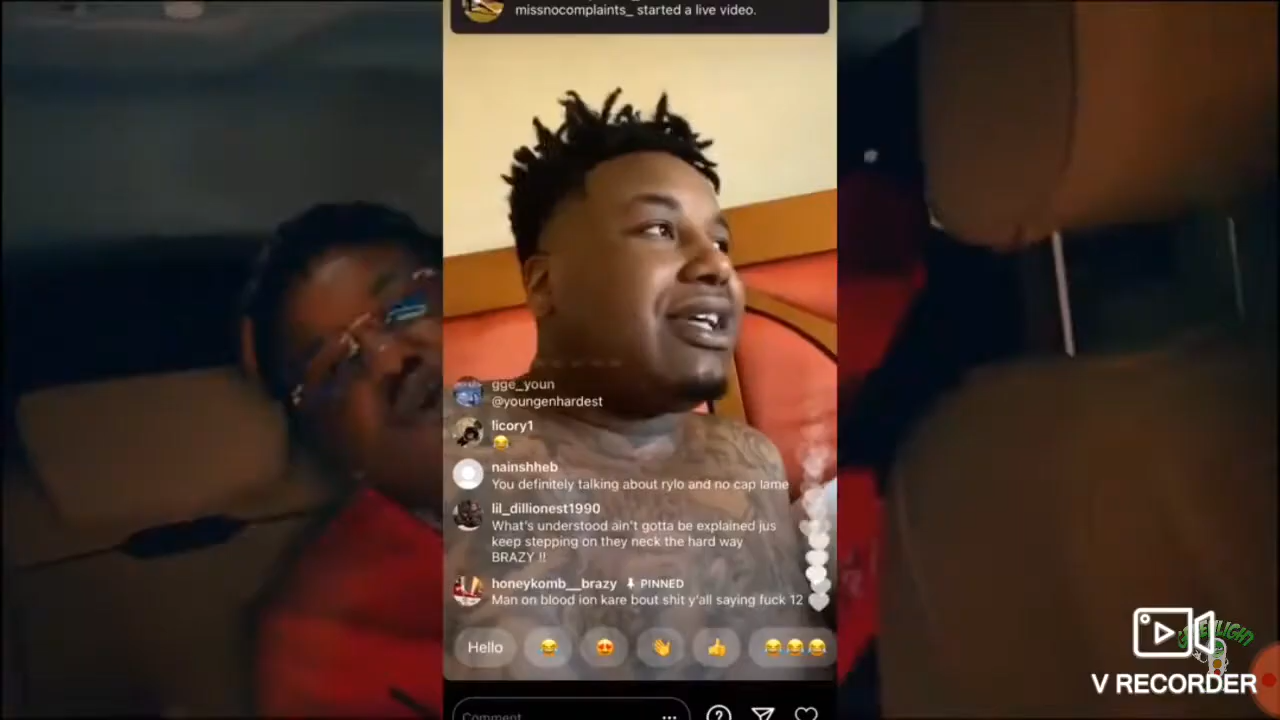 missnocomplaints_ started a live video.
gge_youn
@youngenhardest
licory1
😂
nainshheb
You definitely talking about rylo and no cap lame
lil_dillionest1990
What's understood ain't gotta be explained jus
keep stepping on they neck the hard way
BRAZY !!
honeykomb__brazy PINNED
Man on blood ion kare bout shit y'all saying fuck 12
Hello 😂 😍 👏 👍 😂😂😂
Comment
V RECORDER